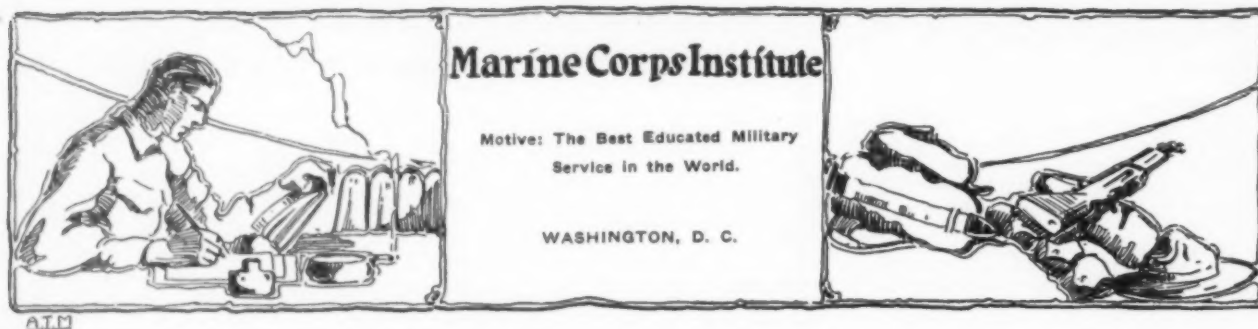 Marine Corps Institute
Motive: The Best Educated Military
Service in the World.
WASHINGTON, D. C.
A.T.M